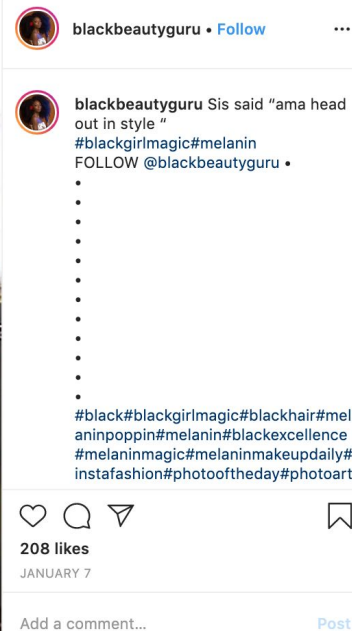 blackbeautyguru • Follow
blackbeautyguru Sis said “ama head
out in style “
#blackgirlmagic#melanin
FOLLOW @blackbeautyguru •
•
•
•
•
•
•
•
•
•
•
•
•
#black#blackgirlmagic#blackhair#mel
aninpoppin#melanin#blackexcellence
#melaninmagic#melaninmakeupdaily#
instafashion#photooftheday#photoart
208 likes
JANUARY 7
Add a comment... Post